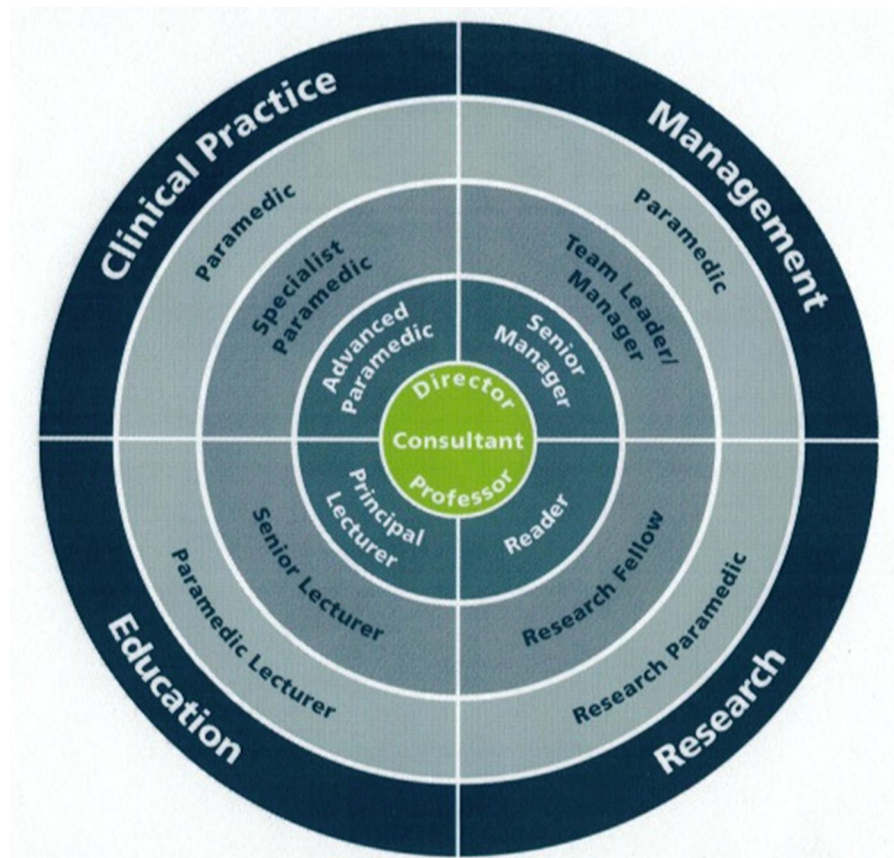 Clinical Practice
Management
Paramedic
Paramedic
Specialist
Paramedic
Team Leader/
Manager
Advanced
Paramedic
Senior
Manager
Director
Consultant
Professor
Principal
Lecturer
Reader
Senior Lecturer
Research Fellow
Paramedic Lecturer
Research Paramedic
Education
Research